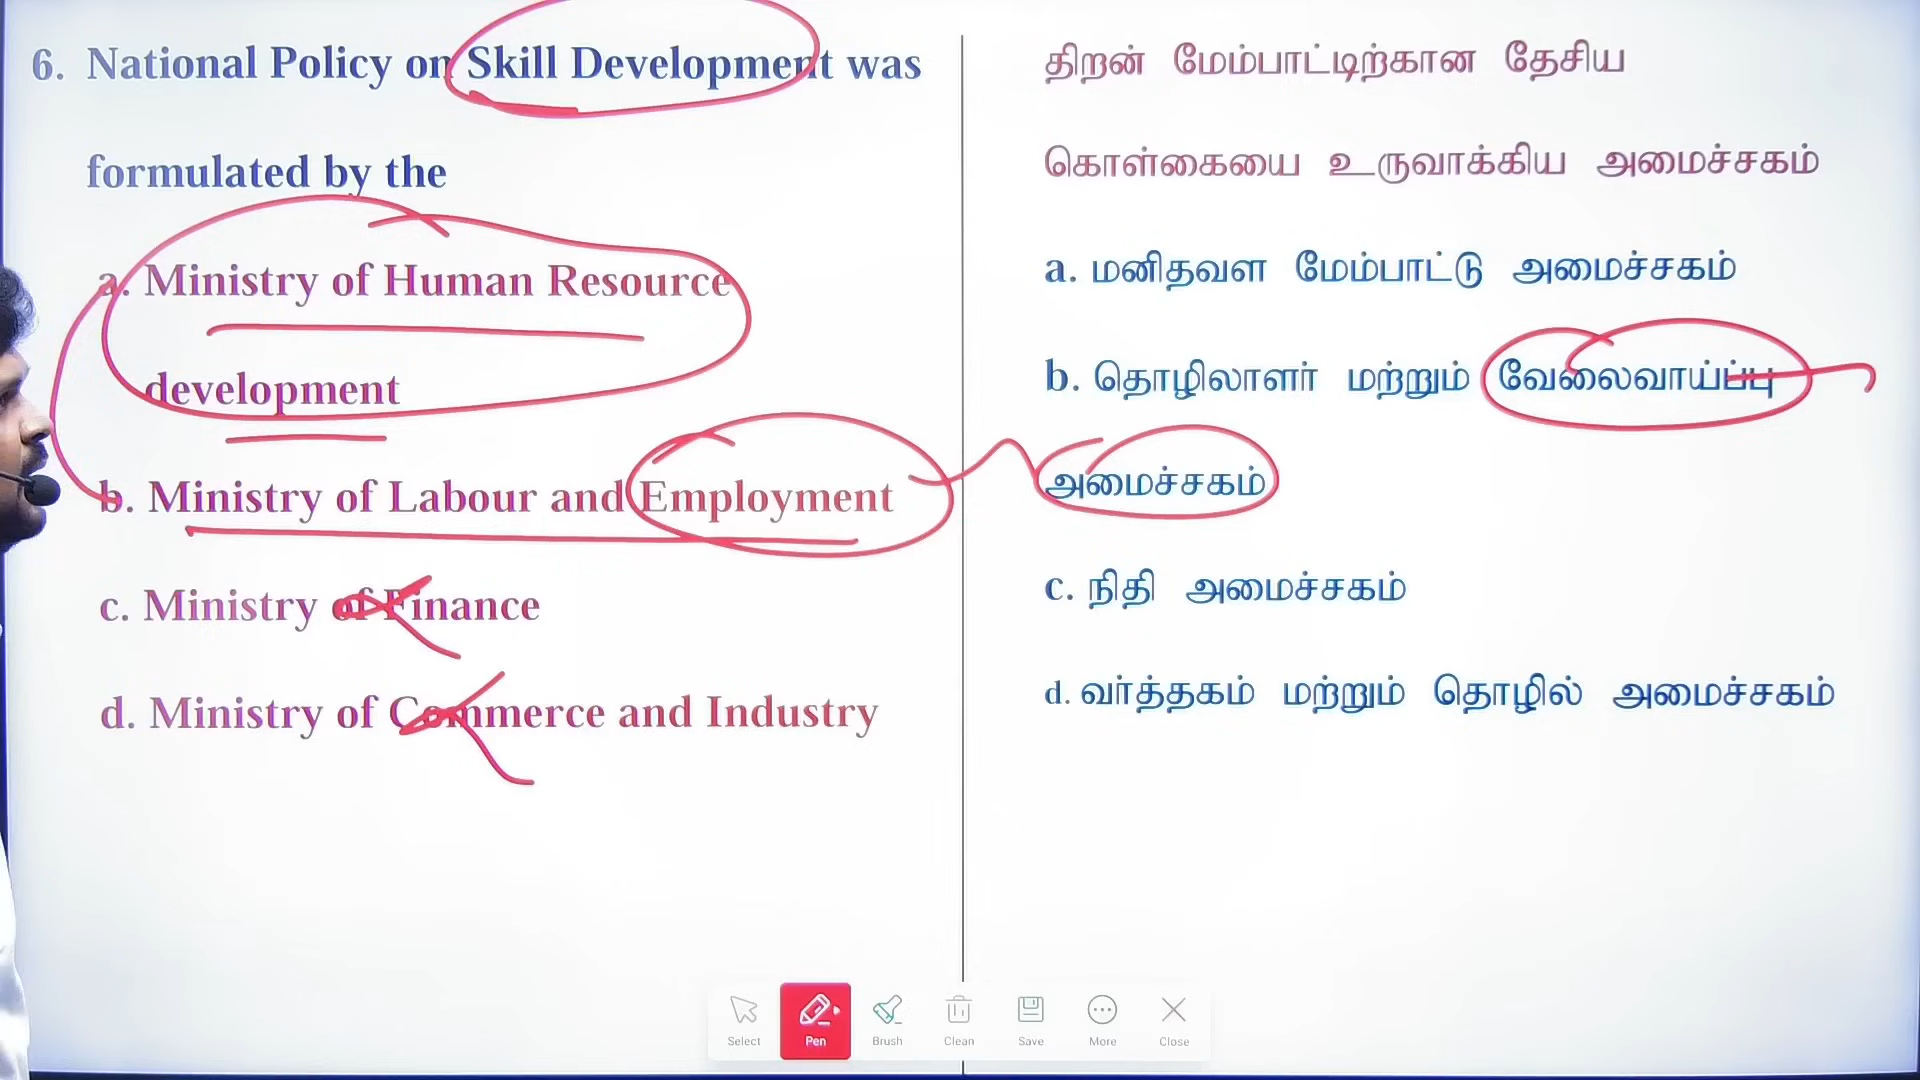 6. National Policy on Skill Development was
formulated by the
a. Ministry of Human Resource
development
b. Ministry of Labour and Employment
c. Ministry of Finance
d. Ministry of Commerce and Industry
திறன் மேம்பாட்டிற்கான தேசிய
கொள்கையை உருவாக்கிய அமைச்சகம்
a. மனிதவள மேம்பாட்டு அமைச்சகம்
b. தொழிலாளர் மற்றும் வேலைவாய்ப்பு
அமைச்சகம்
c. நிதி அமைச்சகம்
d. வர்த்தகம் மற்றும் தொழில் அமைச்சகம்
Select Pen Brush Clean Save More Close